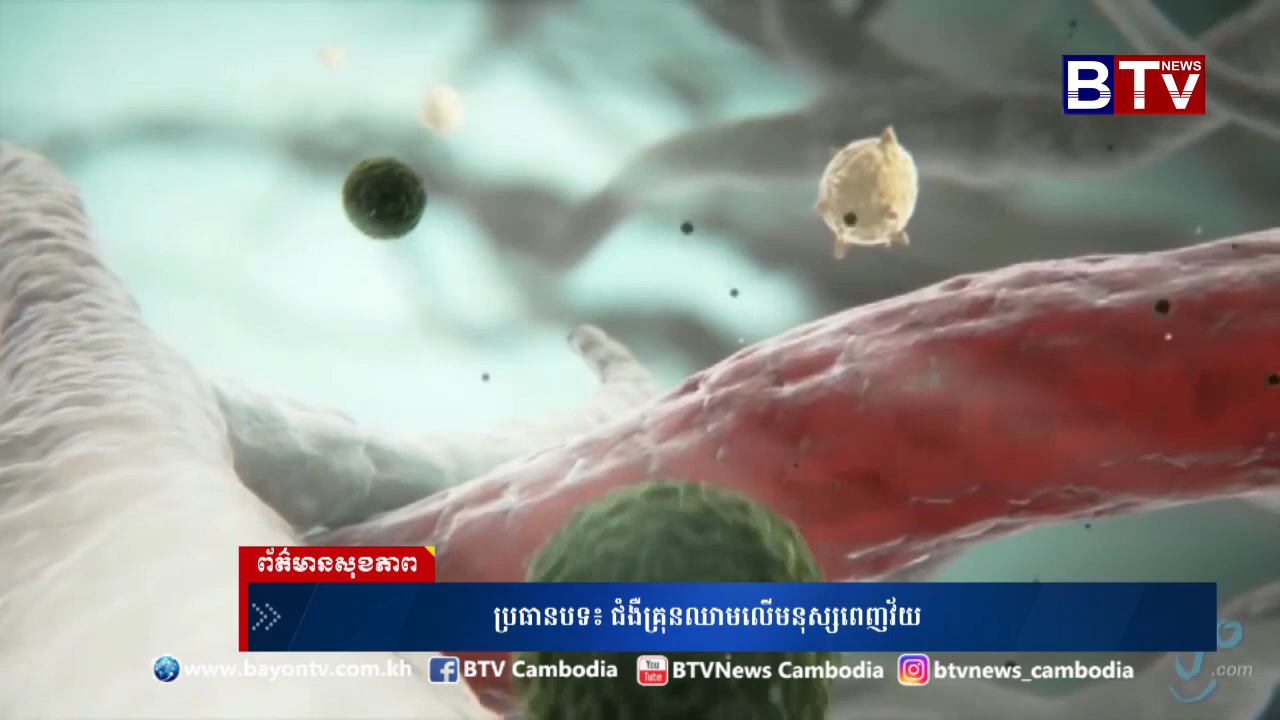 BTV NEWS
ព័ត៌មានសុខភាព
ប្រធានបទ៖ ជំងឺគ្រុនឈាមលើមនុស្សពេញវ័យ
www.bayontv.com.kh BTV Cambodia You Tube BTVNews Cambodia btvnews_cambodia
.com